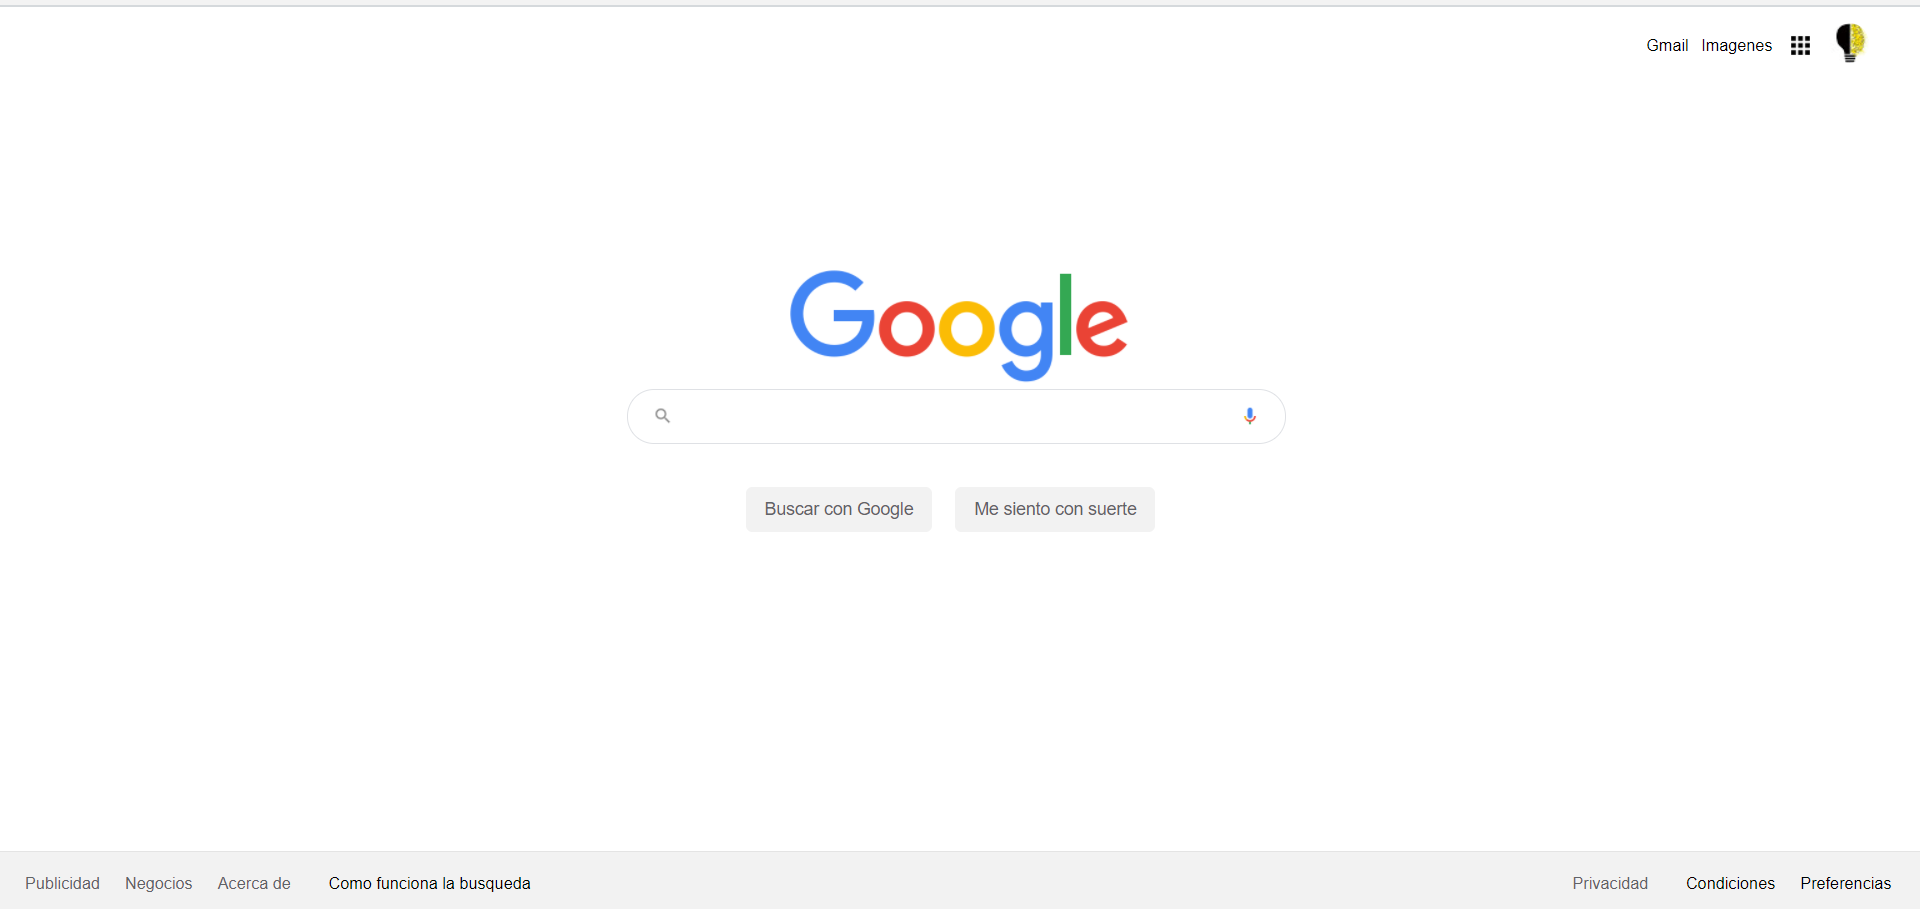 Gmail Imagenes
Google
Buscar con Google Me siento con suerte
Publicidad Negocios Acerca de Como funciona la busqueda Privacidad Condiciones Preferencias